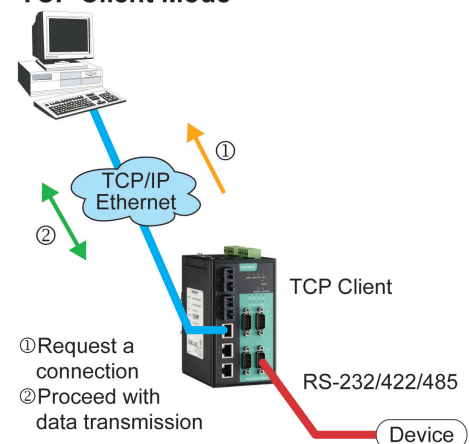 TCP Client Mode
①
TCP/IP
Ethernet
②
TCP Client
①Request a
connection
②Proceed with
data transmission
RS-232/422/485
Device